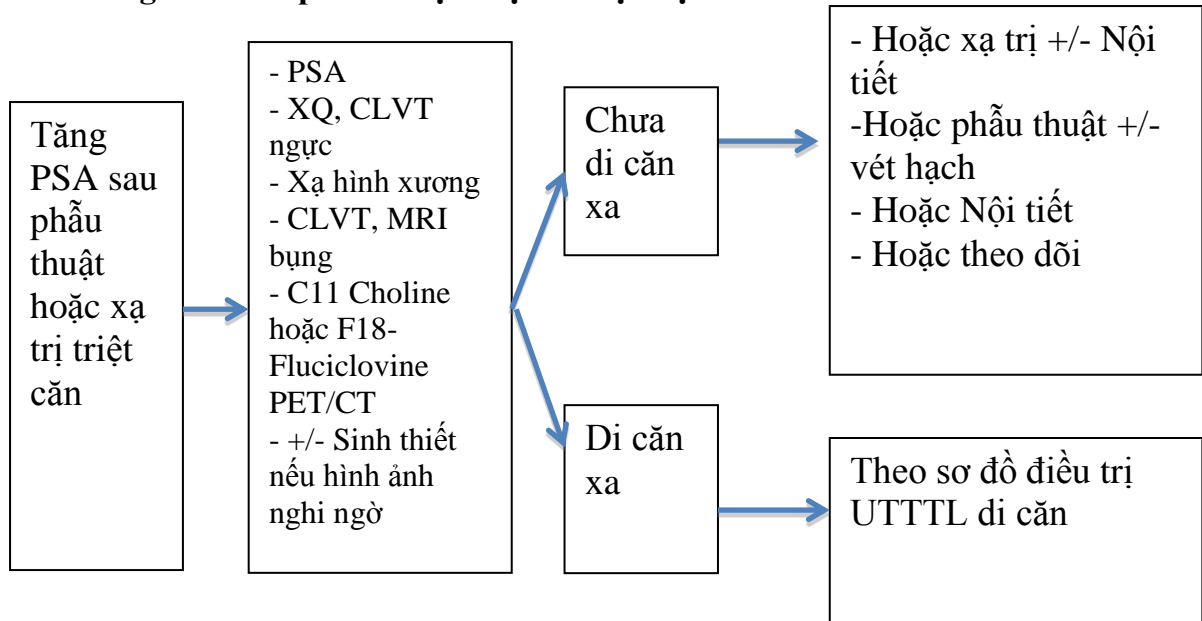 Tăng
PSA sau
phẫu
thuật
hoặc xạ
trị triệt
căn
- PSA
- XQ, CLVT
ngực
- Xạ hình xương
- CLVT, MRI
bụng
- C11 Choline
hoặc F18-
Fluciclovine
PET/CT
- +/- Sinh thiết
nếu hình ảnh
nghi ngờ
Chưa
di căn
xa
- Hoặc xạ trị +/- Nội
tiết
-Hoặc phẫu thuật +/-
vét hạch
- Hoặc Nội tiết
- Hoặc theo dõi
Di căn
xa
Theo sơ đồ điều trị
UTTTL di căn